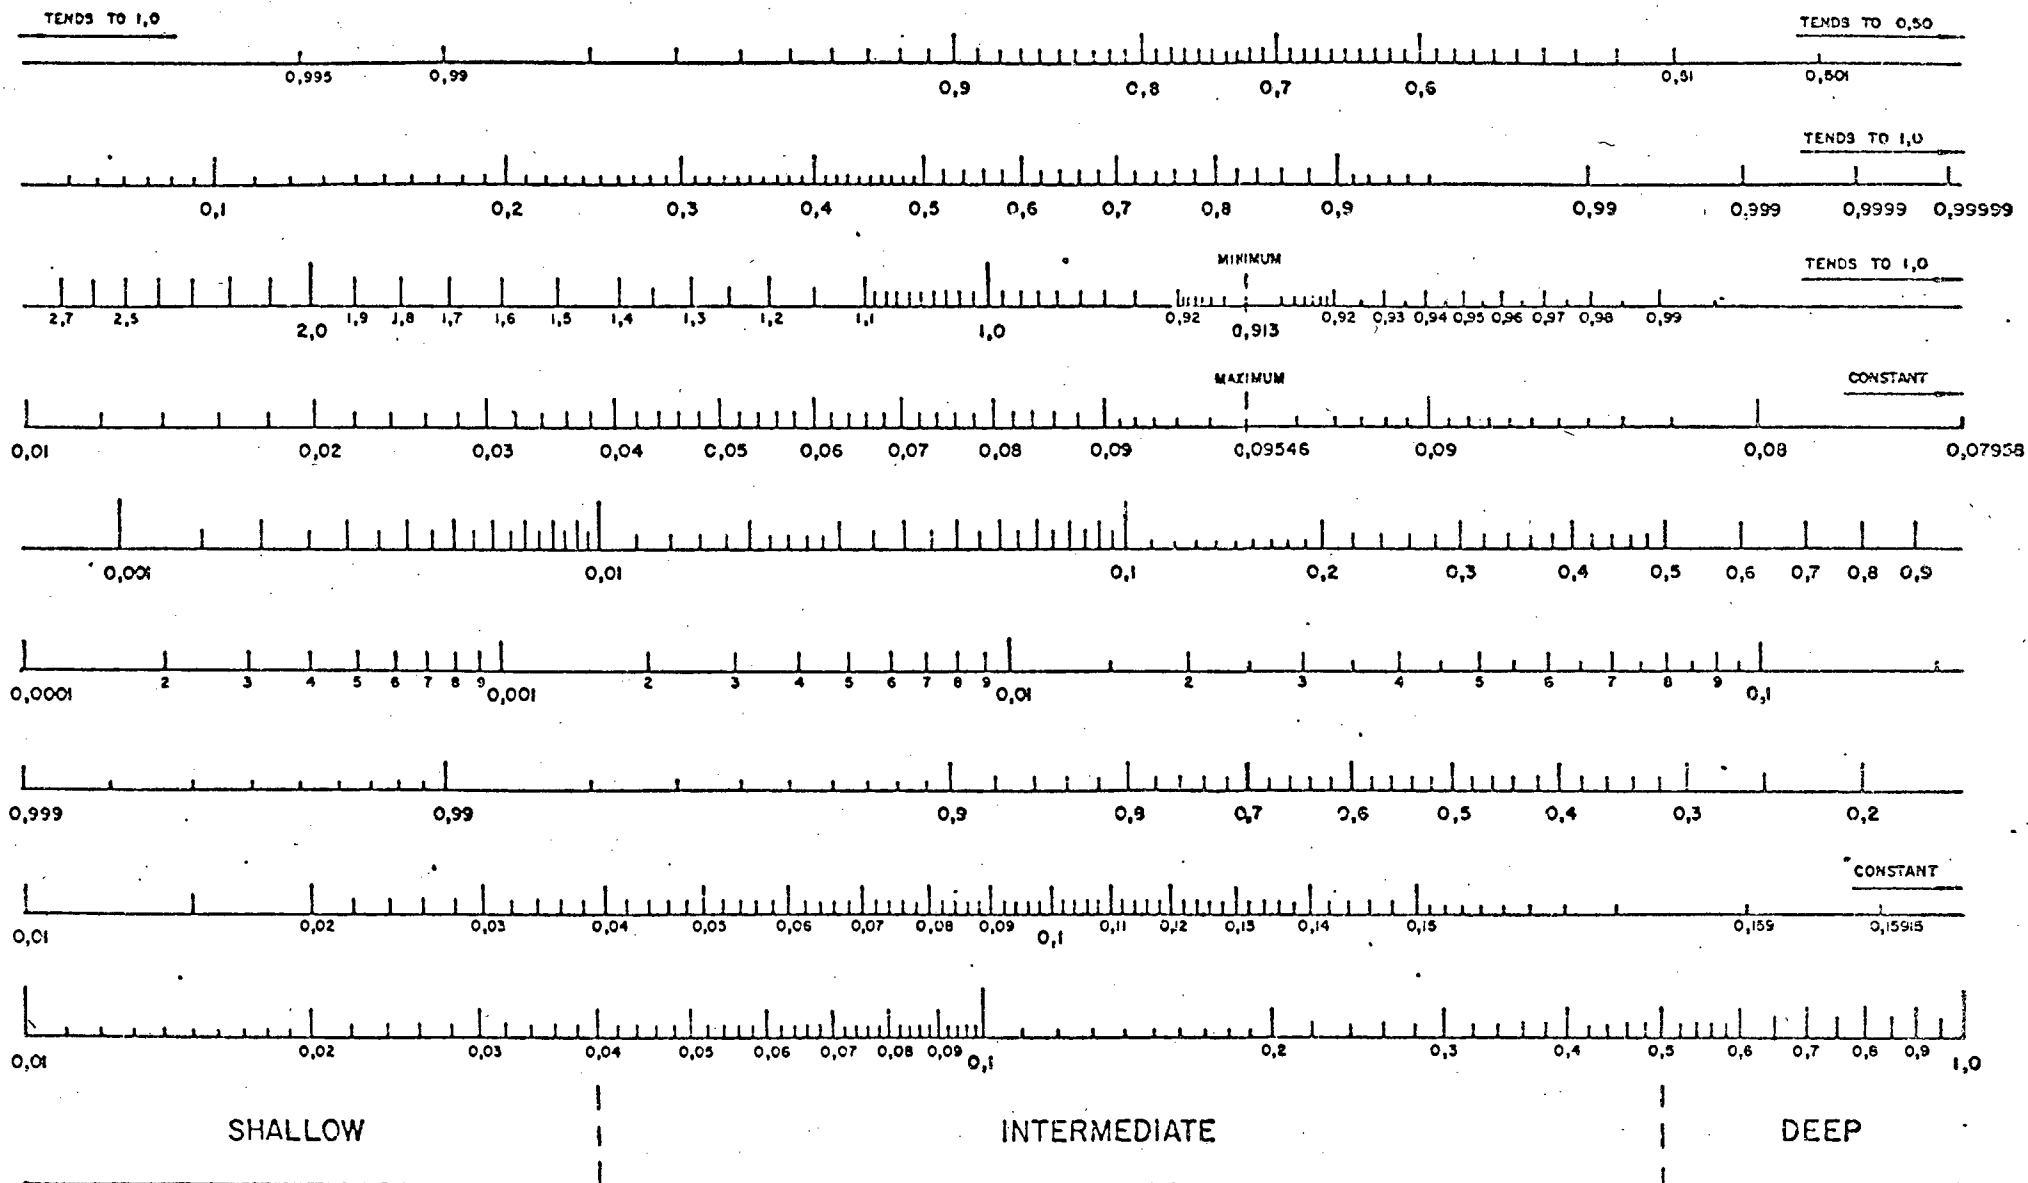 TENDS TO 1,0 TENDS TO 0,50
0,995 0,99 0,9 0,8 0,7 0,6 0,51 0,501
TENDS TO 1,0
0,1 0,2 0,3 0,4 0,5 0,6 0,7 0,8 0,9 0,99 0,999 0,9999 0,99999
MINIMUM TENDS TO 1,0
2,7 2,5 2,0 1,9 1,8 1,7 1,6 1,5 1,4 1,3 1,2 1,1 1,0 0,92 0,913 0,92 0,93 0,94 0,95 0,96 0,97 0,98 0,99
MAXIMUM CONSTANT
0,01 0,02 0,03 0,04 0,05 0,06 0,07 0,08 0,09 0,09546 0,09 0,08 0,07958
0,001 0,01 0,1 0,2 0,3 0,4 0,5 0,6 0,7 0,8 0,9
0,0001 2 3 4 5 6 7 8 9 0,001 2 3 4 5 6 7 8 9 0,01 2 3 4 5 6 7 8 9 0,1
0,999 0,99 0,9 0,8 0,7 0,6 0,5 0,4 0,3 0,2
CONSTANT
0,01 0,02 0,03 0,04 0,05 0,06 0,07 0,08 0,09 0,1 0,11 0,12 0,13 0,14 0,15 0,159 0,15915
0,01 0,02 0,03 0,04 0,05 0,06 0,07 0,08 0,09 0,1 0,2 0,3 0,4 0,5 0,6 0,7 0,8 0,9 1,0
SHALLOW INTERMEDIATE DEEP